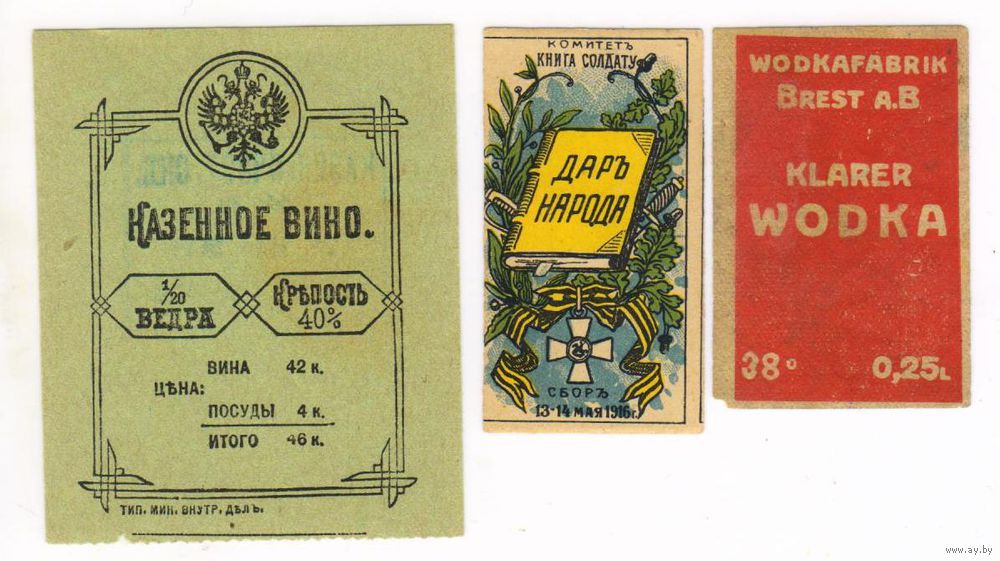 КАЗЕННОЕ ВИНО.
1/20
ВЕДРА
КРѢПОСТЬ
40%
ВИНА 42 к.
ЦѢНА:
ПОСУДЫ 4 к.
ИТОГО 46 к.
ТИП. МИН. ВНУТР. ДѢЛЪ.
КОМИТЕТЪ
КНИГА СОЛДАТУ
ДАРЪ
НАРОДА
СБОРЪ
13-14 МАЯ 1916 г.
WODKAFABRIK
BREST A.B.
KLARER
WODKA
38° 0,25L
www.ay.by